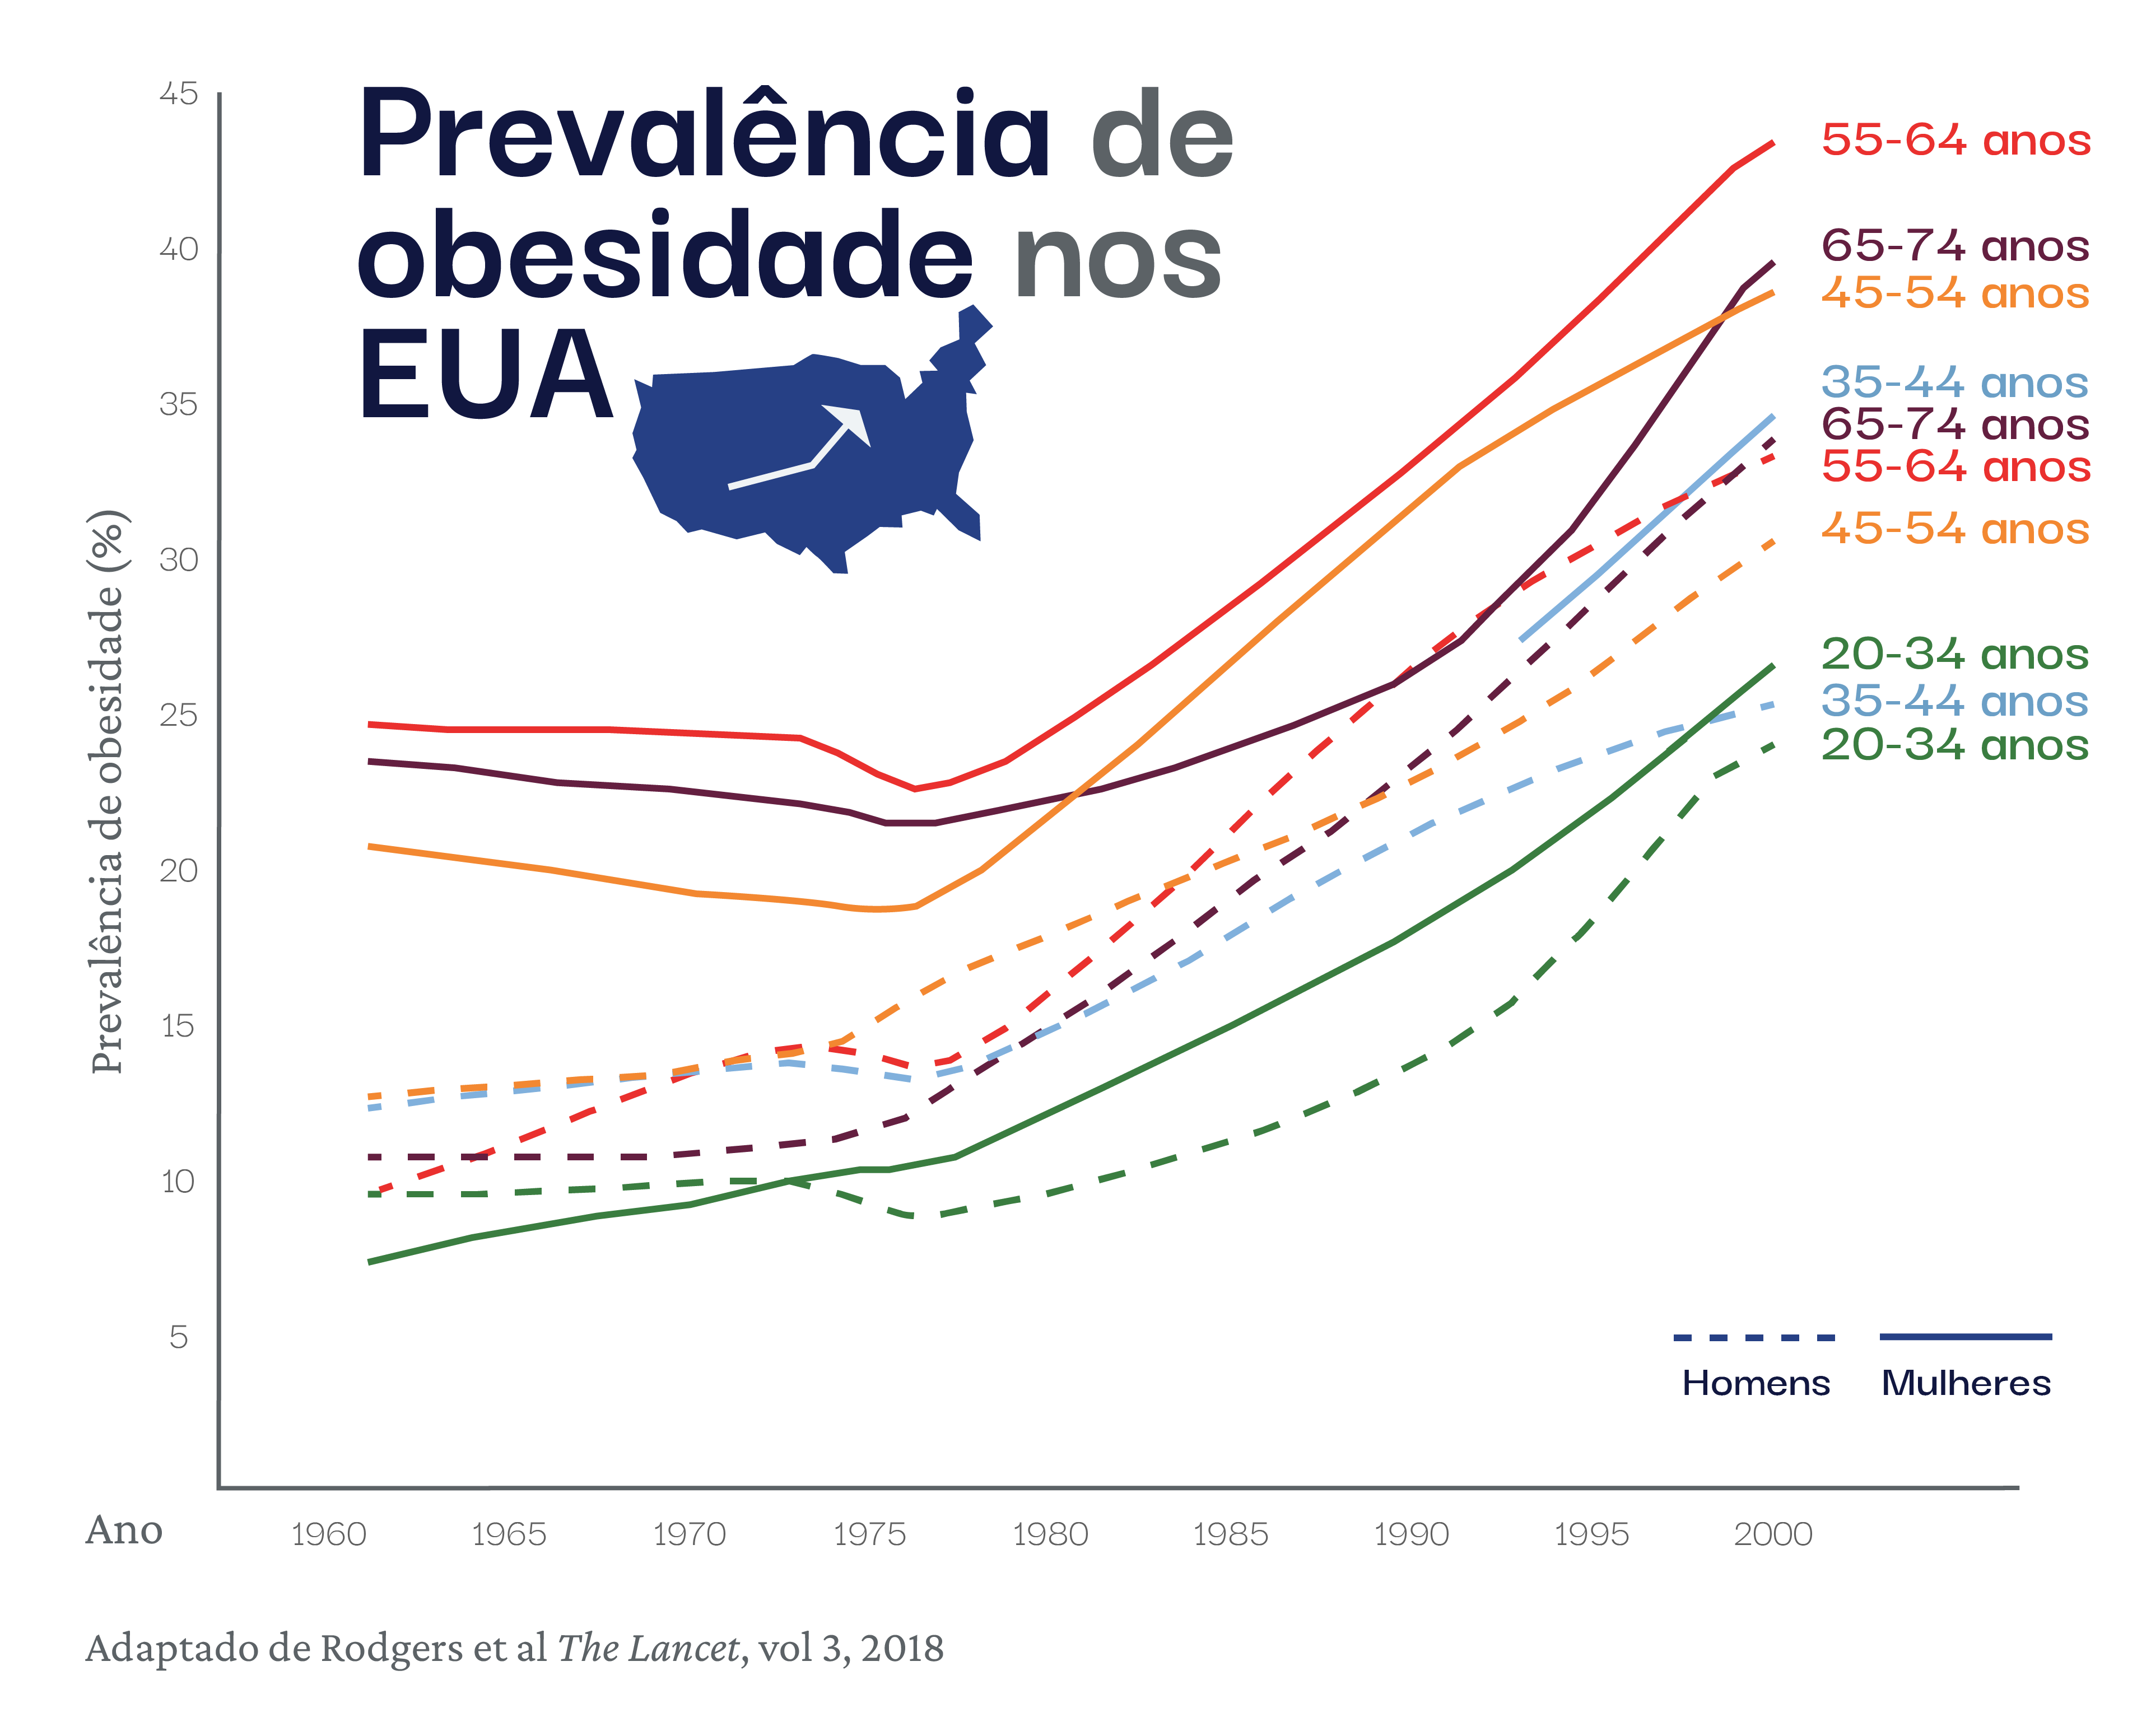 Prevalência de
obesidade nos
EUA
Prevalência de obesidade (%)
45
40
35
30
25
20
15
10
5
55-64 anos
65-74 anos
45-54 anos
35-44 anos
65-74 anos
55-64 anos
45-54 anos
20-34 anos
35-44 anos
20-34 anos
Homens Mulheres
Ano 1960 1965 1970 1975 1980 1985 1990 1995 2000
Adaptado de Rodgers et al The Lancet, vol 3, 2018